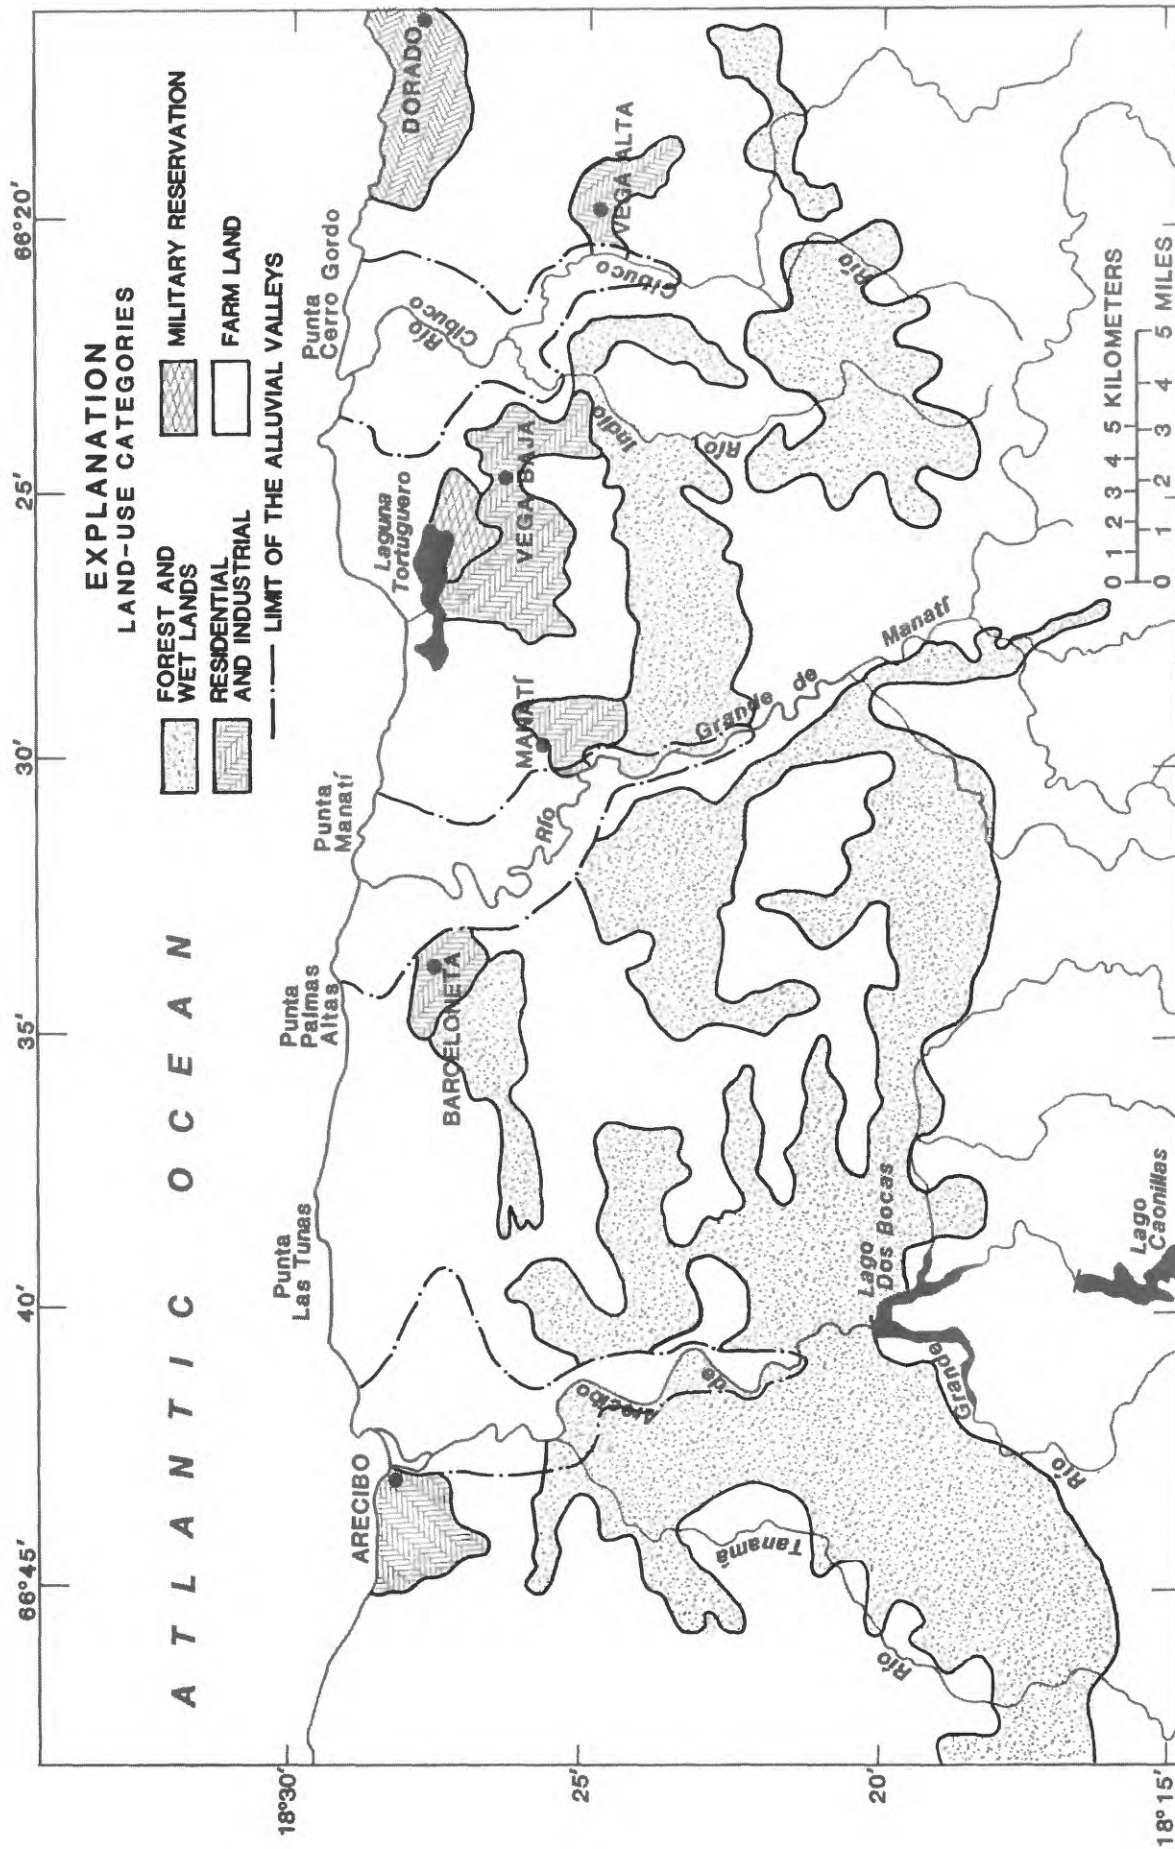 66°45'
40'
35'
30'
25'
66°20'
EXPLANATION
LAND-USE CATEGORIES
FOREST AND
WET LANDS
MILITARY RESERVATION
RESIDENTIAL
AND INDUSTRIAL
FARM LAND
LIMIT OF THE ALLUVIAL VALLEYS
ATLANTIC OCEAN
18°30'
25'
20'
18°15'
Punta
Las Tunas
Punta
Palmas
Altas
Punta
Manatí
Punta
Cerro Gordo
Laguna
Tortuguero
ARECIBO
BARCELONETA
MANATÍ
VEGA BAJA
VEGA ALTA
DORADO
Río
Cibuco
Cibuco
Río
Indio
Río
Río
Grande de
Manatí
Arecibo
de
Grande
Río
Tanamá
Río
Lago
Dos Bocas
Lago
Caonillas
0 1 2 3 4 5 KILOMETERS
0 1 2 3 4 5 MILES